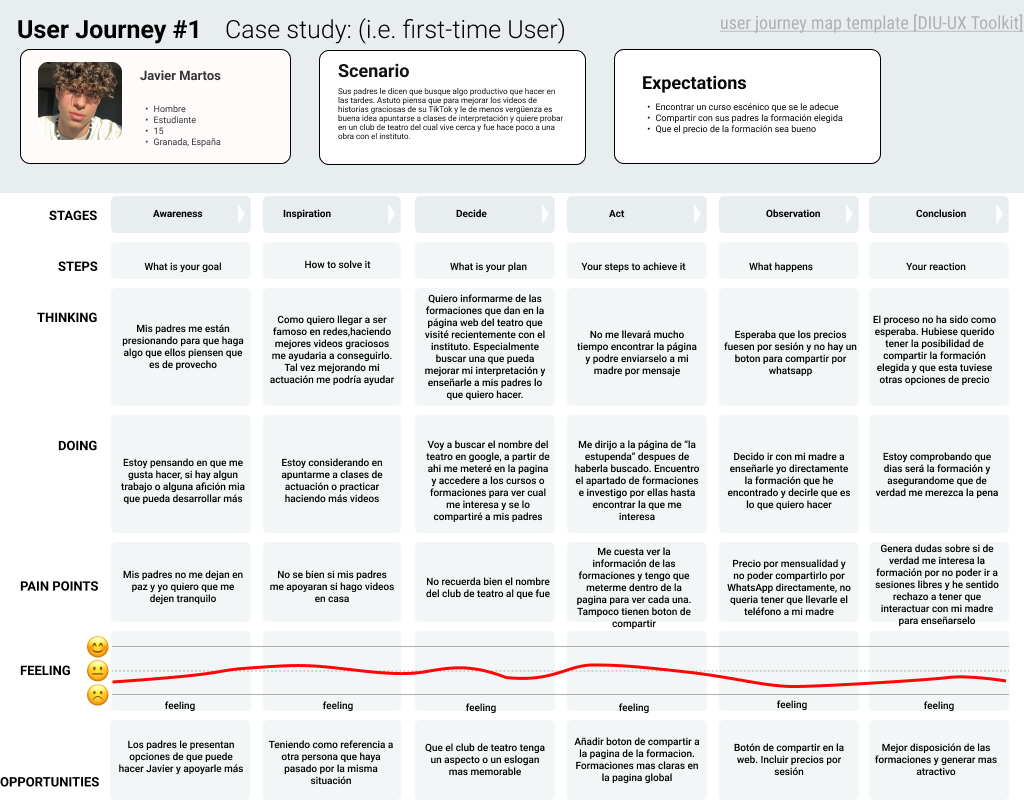 User Journey #1 Case study: (i.e. first-time User)
user journey map template [DIU-UX Toolkit]
Javier Martos
• Hombre
• Estudiante
• 15
• Granada, España
Scenario
Sus padres le dicen que busque algo productivo que hacer en
las tardes. Astuto piensa que para mejorar los videos de
historias graciosas de su TikTok y le de menos vergüenza es
buena idea apuntarse a clases de interpretación y quiere probar
en un club de teatro del cual vive cerca y fue hace poco a una
obra con el instituto.
Expectations
• Encontrar un curso escénico que se le adecue
• Compartir con sus padres la formación elegida
• Que el precio de la formación sea bueno
STAGES
Awareness
Inspiration
Decide
Act
Observation
Conclusion
STEPS
What is your goal
How to solve it
What is your plan
Your steps to achieve it
What happens
Your reaction
THINKING
Mis padres me están
presionando para que haga
algo que ellos piensen que
es de provecho
Como quiero llegar a ser
famoso en redes,haciendo
mejores videos graciosos
me ayudaria a conseguirlo.
Tal vez mejorando mi
actuación me podría ayudar
Quiero informarme de las
formaciones que dan en la
página web del teatro que
visité recientemente con el
instituto. Especialmente
buscar una que pueda
mejorar mi interpretación y
enseñarle a mis padres lo
que quiero hacer.
No me llevará mucho
tiempo encontrar la página
y podre enviarselo a mi
madre por mensaje
Esperaba que los precios
fuesen por sesión y no hay un
boton para compartir por
whatsapp
El proceso no ha sido como
esperaba. Hubiese querido
tener la posibilidad de
compartir la formación
elegida y que esta tuviese
otras opciones de precio
DOING
Estoy pensando en que me
gusta hacer, si hay algun
trabajo o alguna afición mia
que pueda desarrollar más
Estoy considerando en
apuntarme a clases de
actuación o practicar
haciendo más videos
Voy a buscar el nombre del
teatro en google, a partir de
ahi me meteré en la pagina
y accedere a los cursos o
formaciones para ver cual
me interesa y se lo
compartiré a mis padres
Me dirijo a la página de “la
estupenda” despues de
haberla buscado. Encuentro
el apartado de formaciones
e investigo por ellas hasta
encontrar la que me
interesa
Decido ir con mi madre a
enseñarle yo directamente
la formación que he
encontrado y decirle que es
lo que quiero hacer
Estoy comprobando que
dias será la formación y
asegurandome que de
verdad me merezca la pena
PAIN POINTS
Mis padres no me dejan en
paz y yo quiero que me
dejen tranquilo
No se bien si mis padres
me apoyaran si hago videos
en casa
No recuerda bien el nombre
del club de teatro al que fue
Me cuesta ver la
información de las
formaciones y tengo que
meterme dentro de la
pagina para ver cada una.
Tampoco tienen boton de
compartir
Precio por mensualidad y
no poder compartirlo por
WhatsApp directamente, no
queria tener que llevarle el
teléfono a mi madre
Genera dudas sobre si de
verdad me interesa la
formación por no poder ir a
sesiones libres y he sentido
rechazo a tener que
interactuar con mi madre
para enseñarselo
FEELING
feeling
feeling
feeling
feeling
feeling
feeling
OPPORTUNITIES
Los padres le presentan
opciones de que puede
hacer Javier y apoyarle más
Teniendo como referencia a
otra persona que haya
pasado por la misma
situación
Que el club de teatro tenga
un aspecto o un eslogan
mas memorable
Añadir boton de compartir a
la pagina de la formacion.
Formaciones mas claras en
la pagina global
Botón de compartir en la
web. Incluir precios por
sesión
Mejor disposición de las
formaciones y generar mas
atractivo